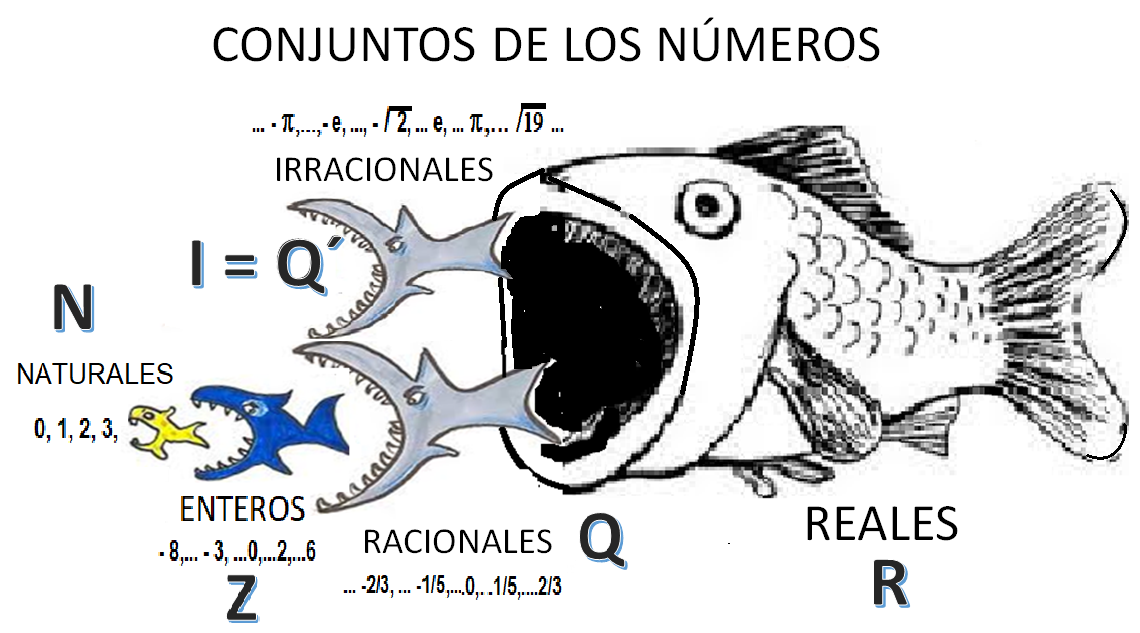 CONJUNTOS DE LOS NÚMEROS
... - π,...,- e, ..., - √2, ... e, ... π,... √19 ...
IRRACIONALES
I = Q´
N
NATURALES
0, 1, 2, 3,
ENTEROS
- 8,... - 3, ...0,...2,...6
Z
RACIONALES
... -2/3, ... -1/5,...0,. .1/5,...2/3
Q
REALES
R